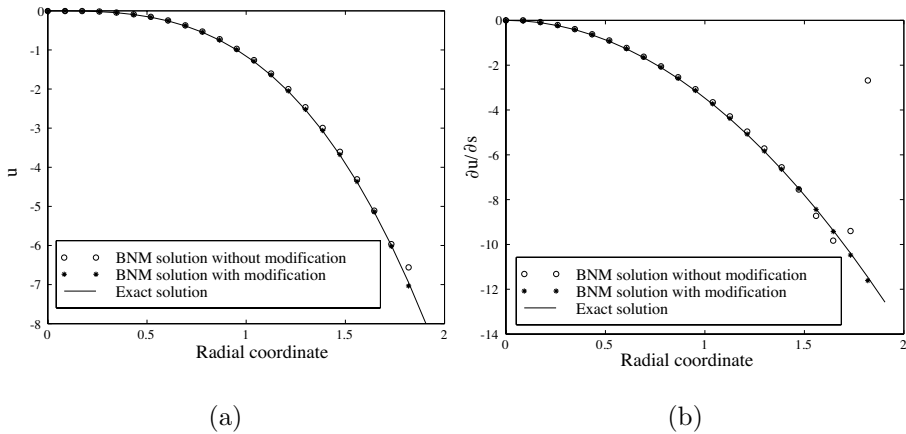 -0
-1
-2
-3
-4
-5
-6
-7
-8
u
0
0.5
1
1.5
2
Radial coordinate
BNM solution without modification
BNM solution with modification
Exact solution
(a)
0
-2
-4
-6
-8
-10
-12
-14
∂u/∂s
0
0.5
1
1.5
2
Radial coordinate
BNM solution without modification
BNM solution with modification
Exact solution
(b)